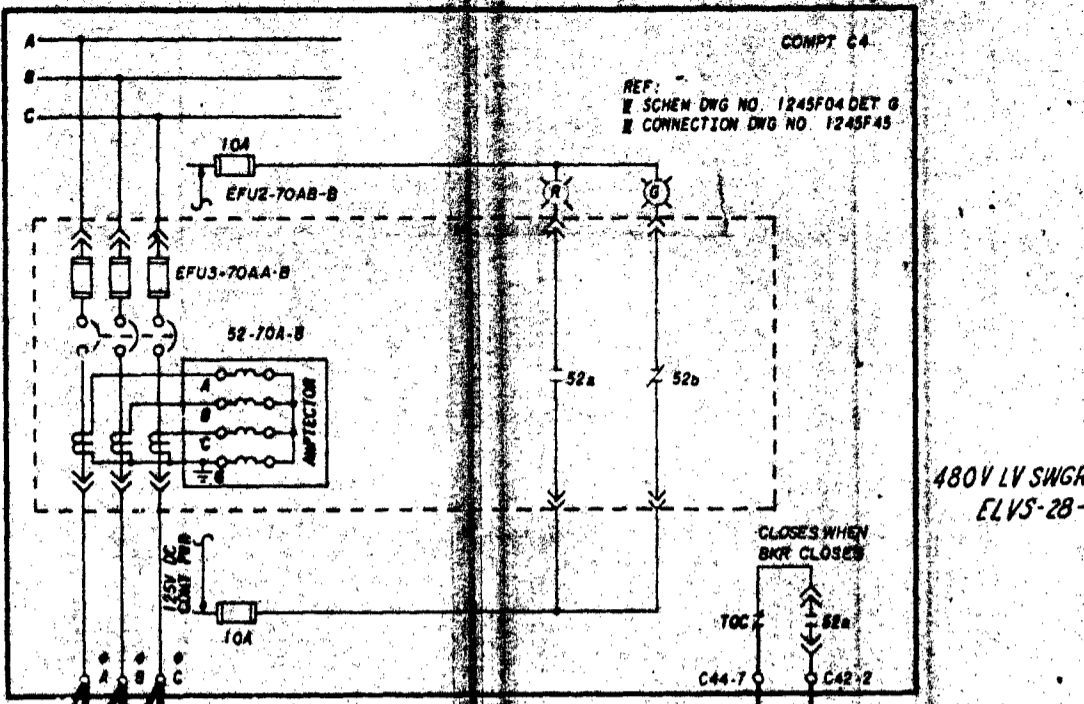 A
B
C
COMPT C4
REF:
SCHEM DWG NO. 1245F04 DET G
CONNECTION DWG NO. 1245F45
10A
EFU2-70AB-B
R
G
EFU3-70AA-B
52-70A-B
A
B
C
G
AMPTECTOR
52a
52b
480V LV SWGR
ELVS-2B-
CLOSES WHEN
BKR CLOSES
125V DC
CONT PWR
10A
TOC
52a
A
B
C
C44-7
C42-2